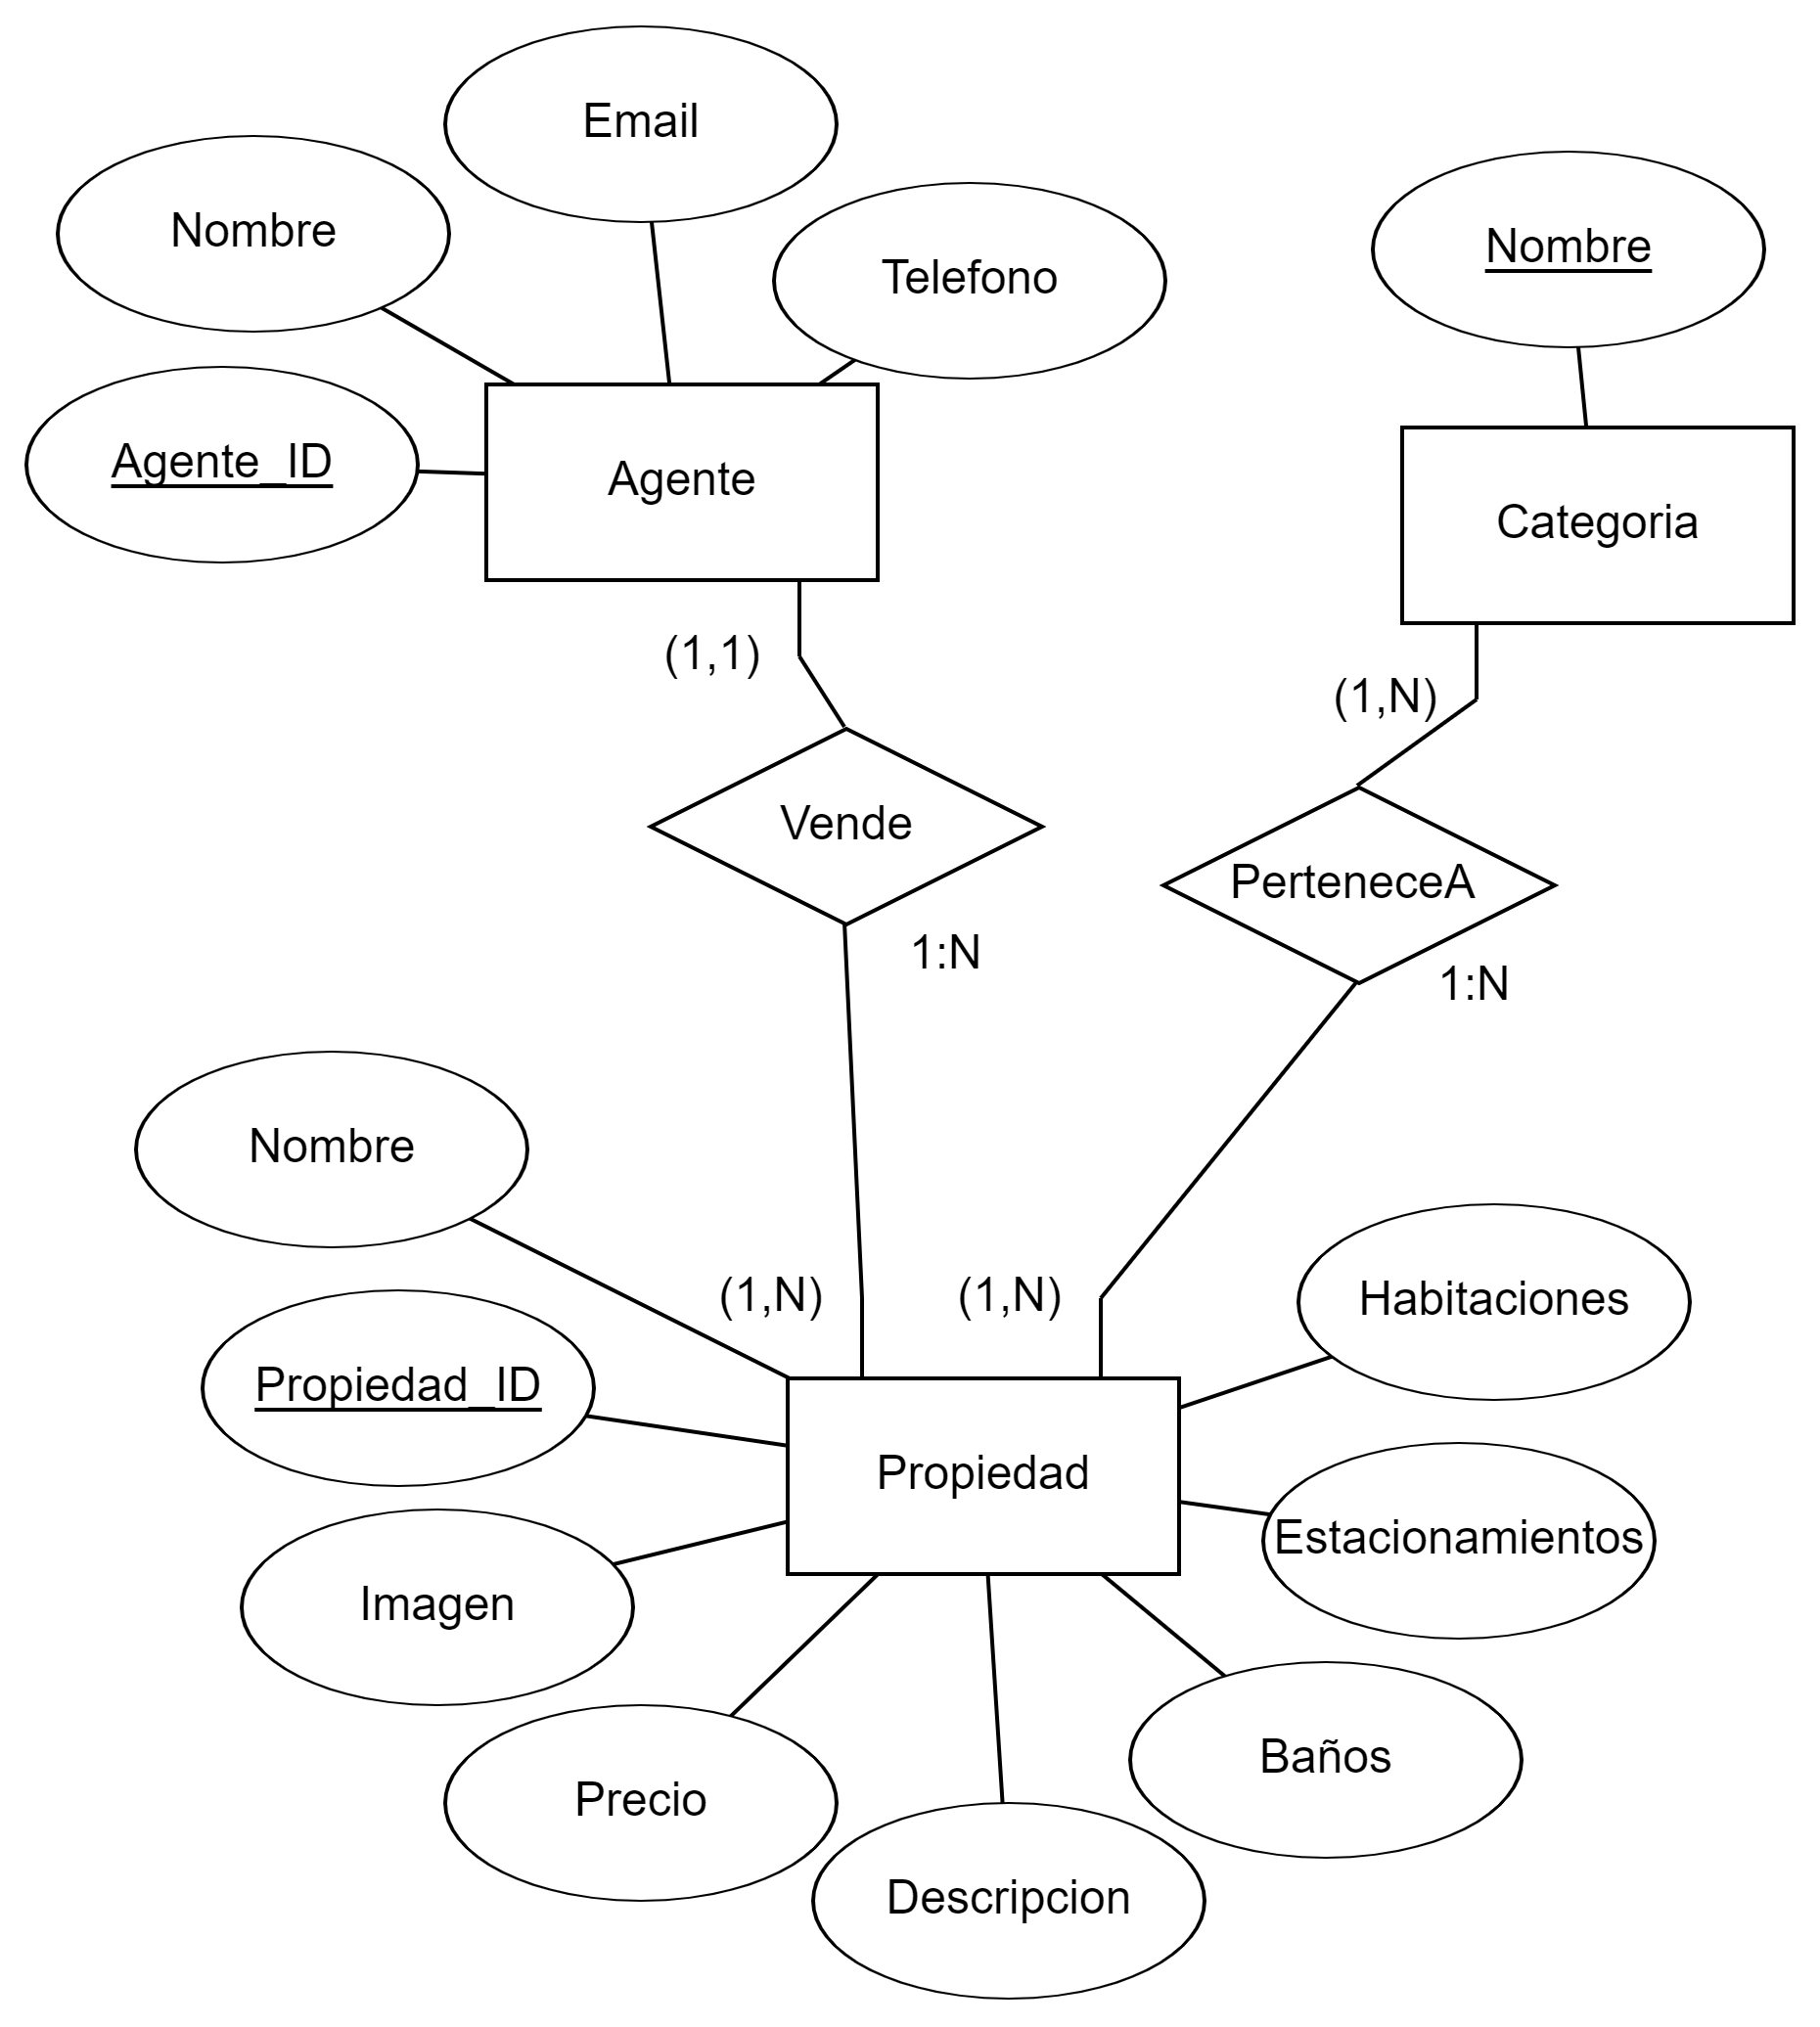 Email
Nombre
Telefono
Nombre
Agente_ID
Agente
Categoria
(1,1)
(1,N)
Vende
PerteneceA
1:N
1:N
Nombre
(1,N)
(1,N)
Habitaciones
Propiedad_ID
Propiedad
Estacionamientos
Imagen
Baños
Precio
Descripcion